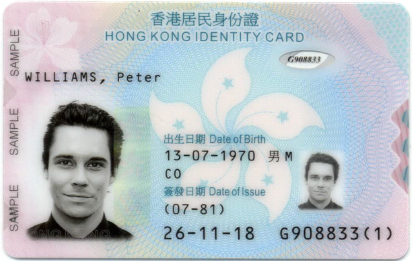 香港居民身份證
HONG KONG IDENTITY CARD
SAMPLE
G908833
WILLIAMS, Peter
SAMPLE
出生日期 Date of Birth
13-07-1970 男 M
CO
簽發日期 Date of Issue
(07-81)
SAMPLE
26-11-18 G908833(1)